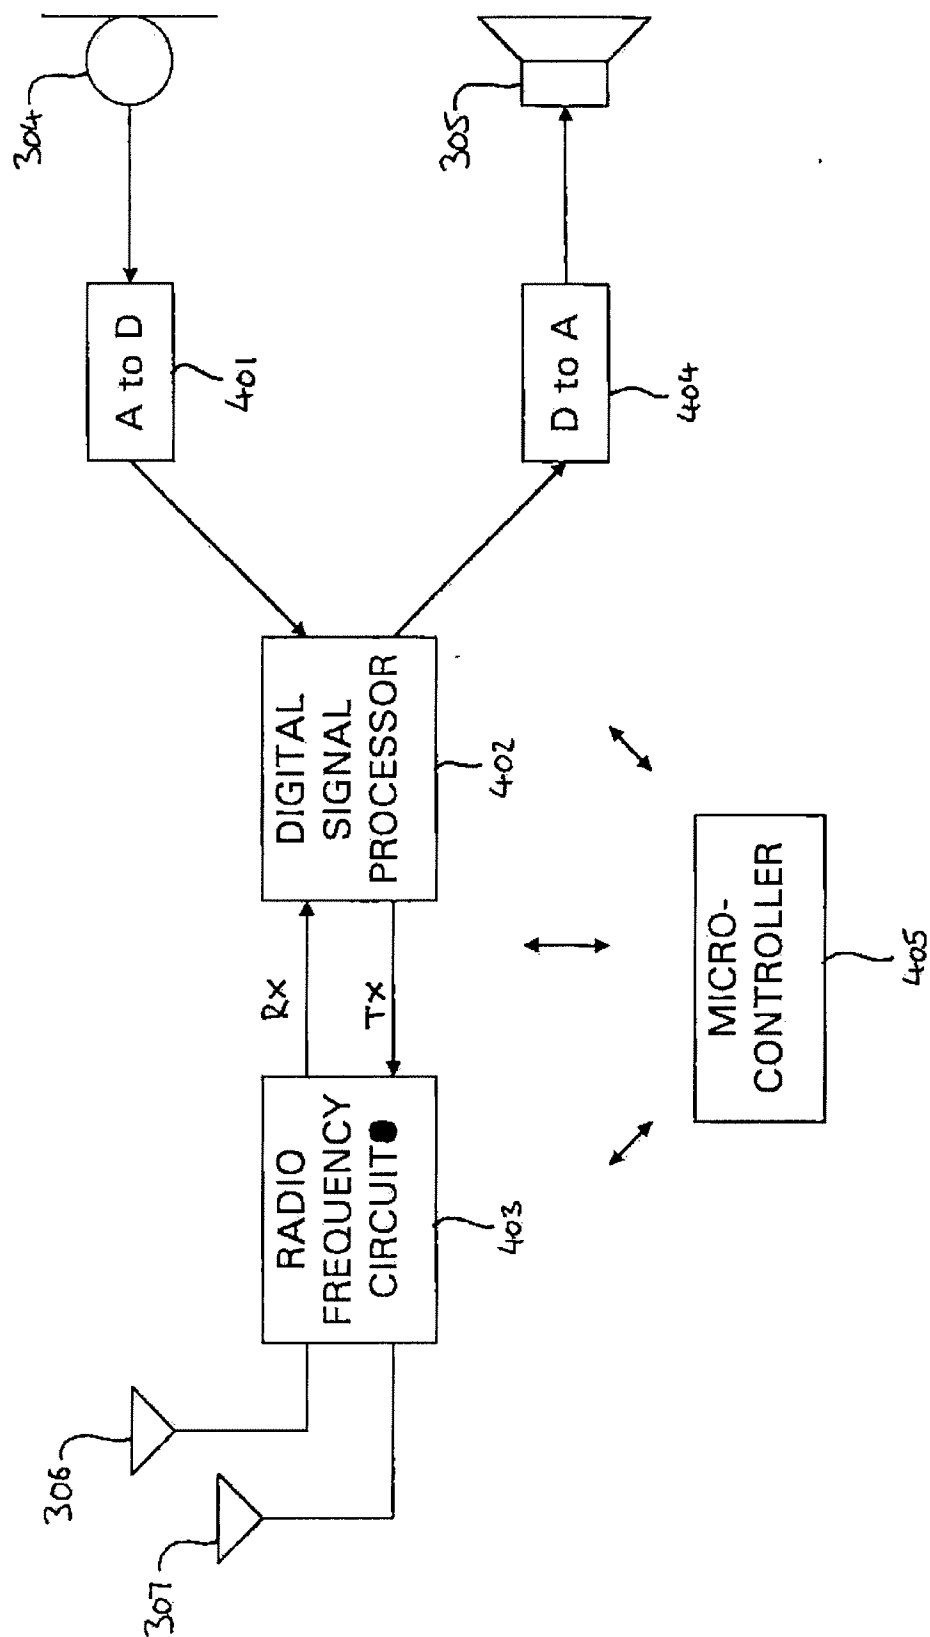 306
307
304
A to D
401
RADIO
FREQUENCY
CIRCUIT
403
Rx
Tx
DIGITAL
SIGNAL
PROCESSOR
402
305
D to A
404
MICRO-
CONTROLLER
405